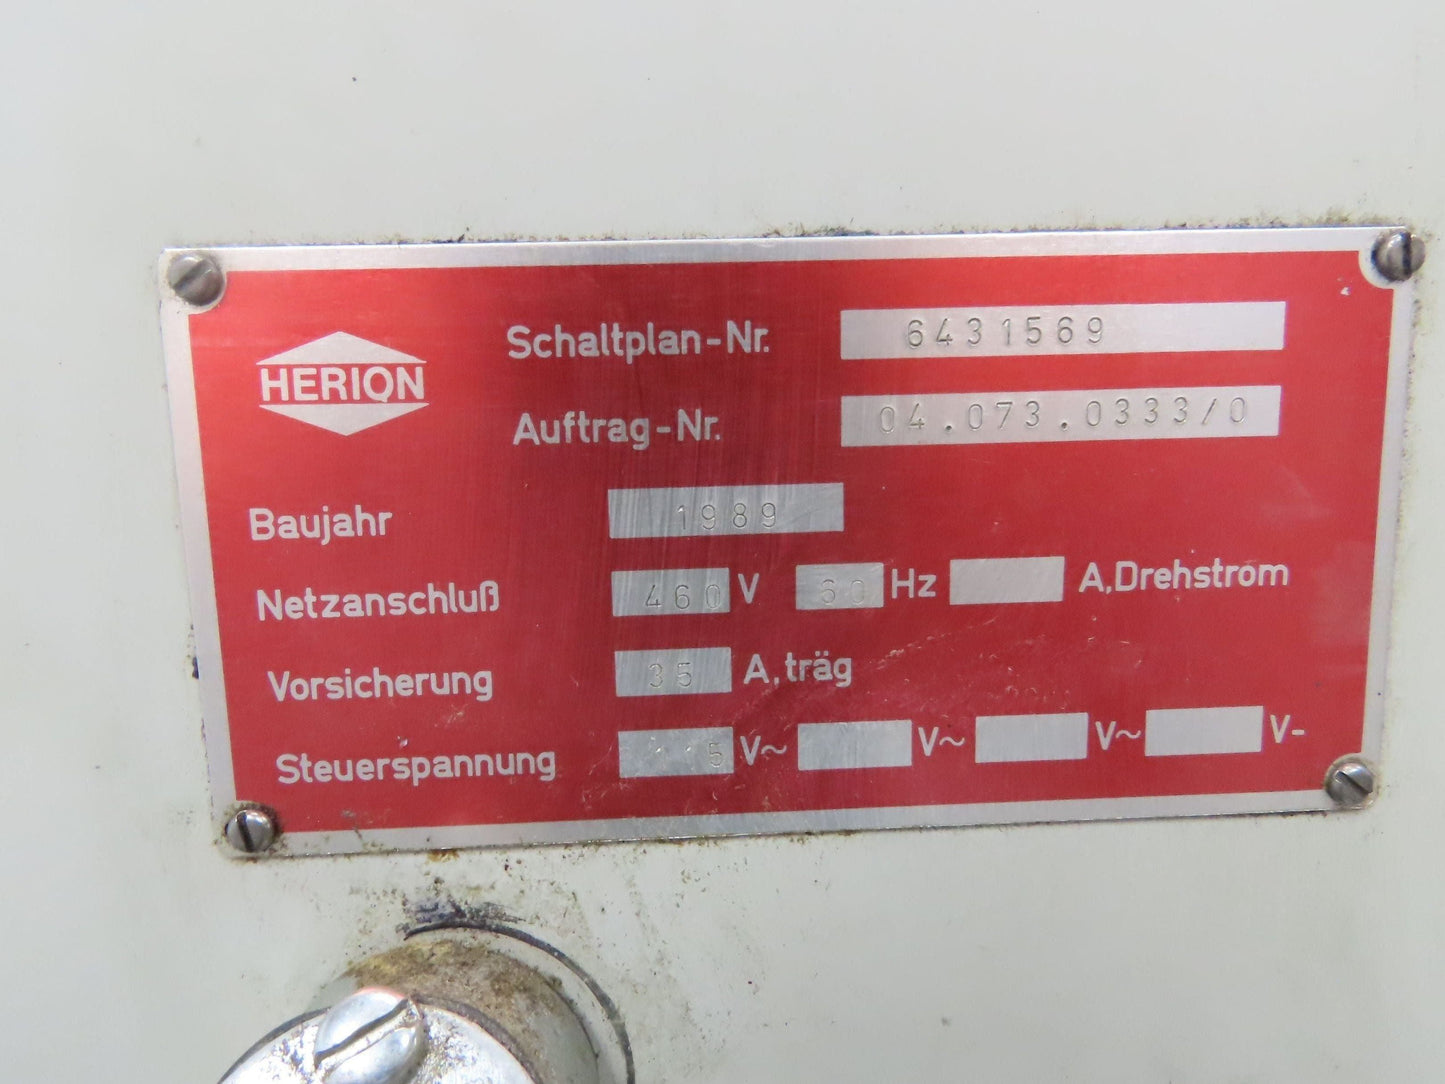 HERION
Schaltplan-Nr. 6431569
Auftrag-Nr. 04.073.0333/0
Baujahr 1989
Netzanschluß 460 V 60 Hz A, Drehstrom
Vorsicherung 35 A, träg
Steuerspannung 115 V~ V~ V~ V-